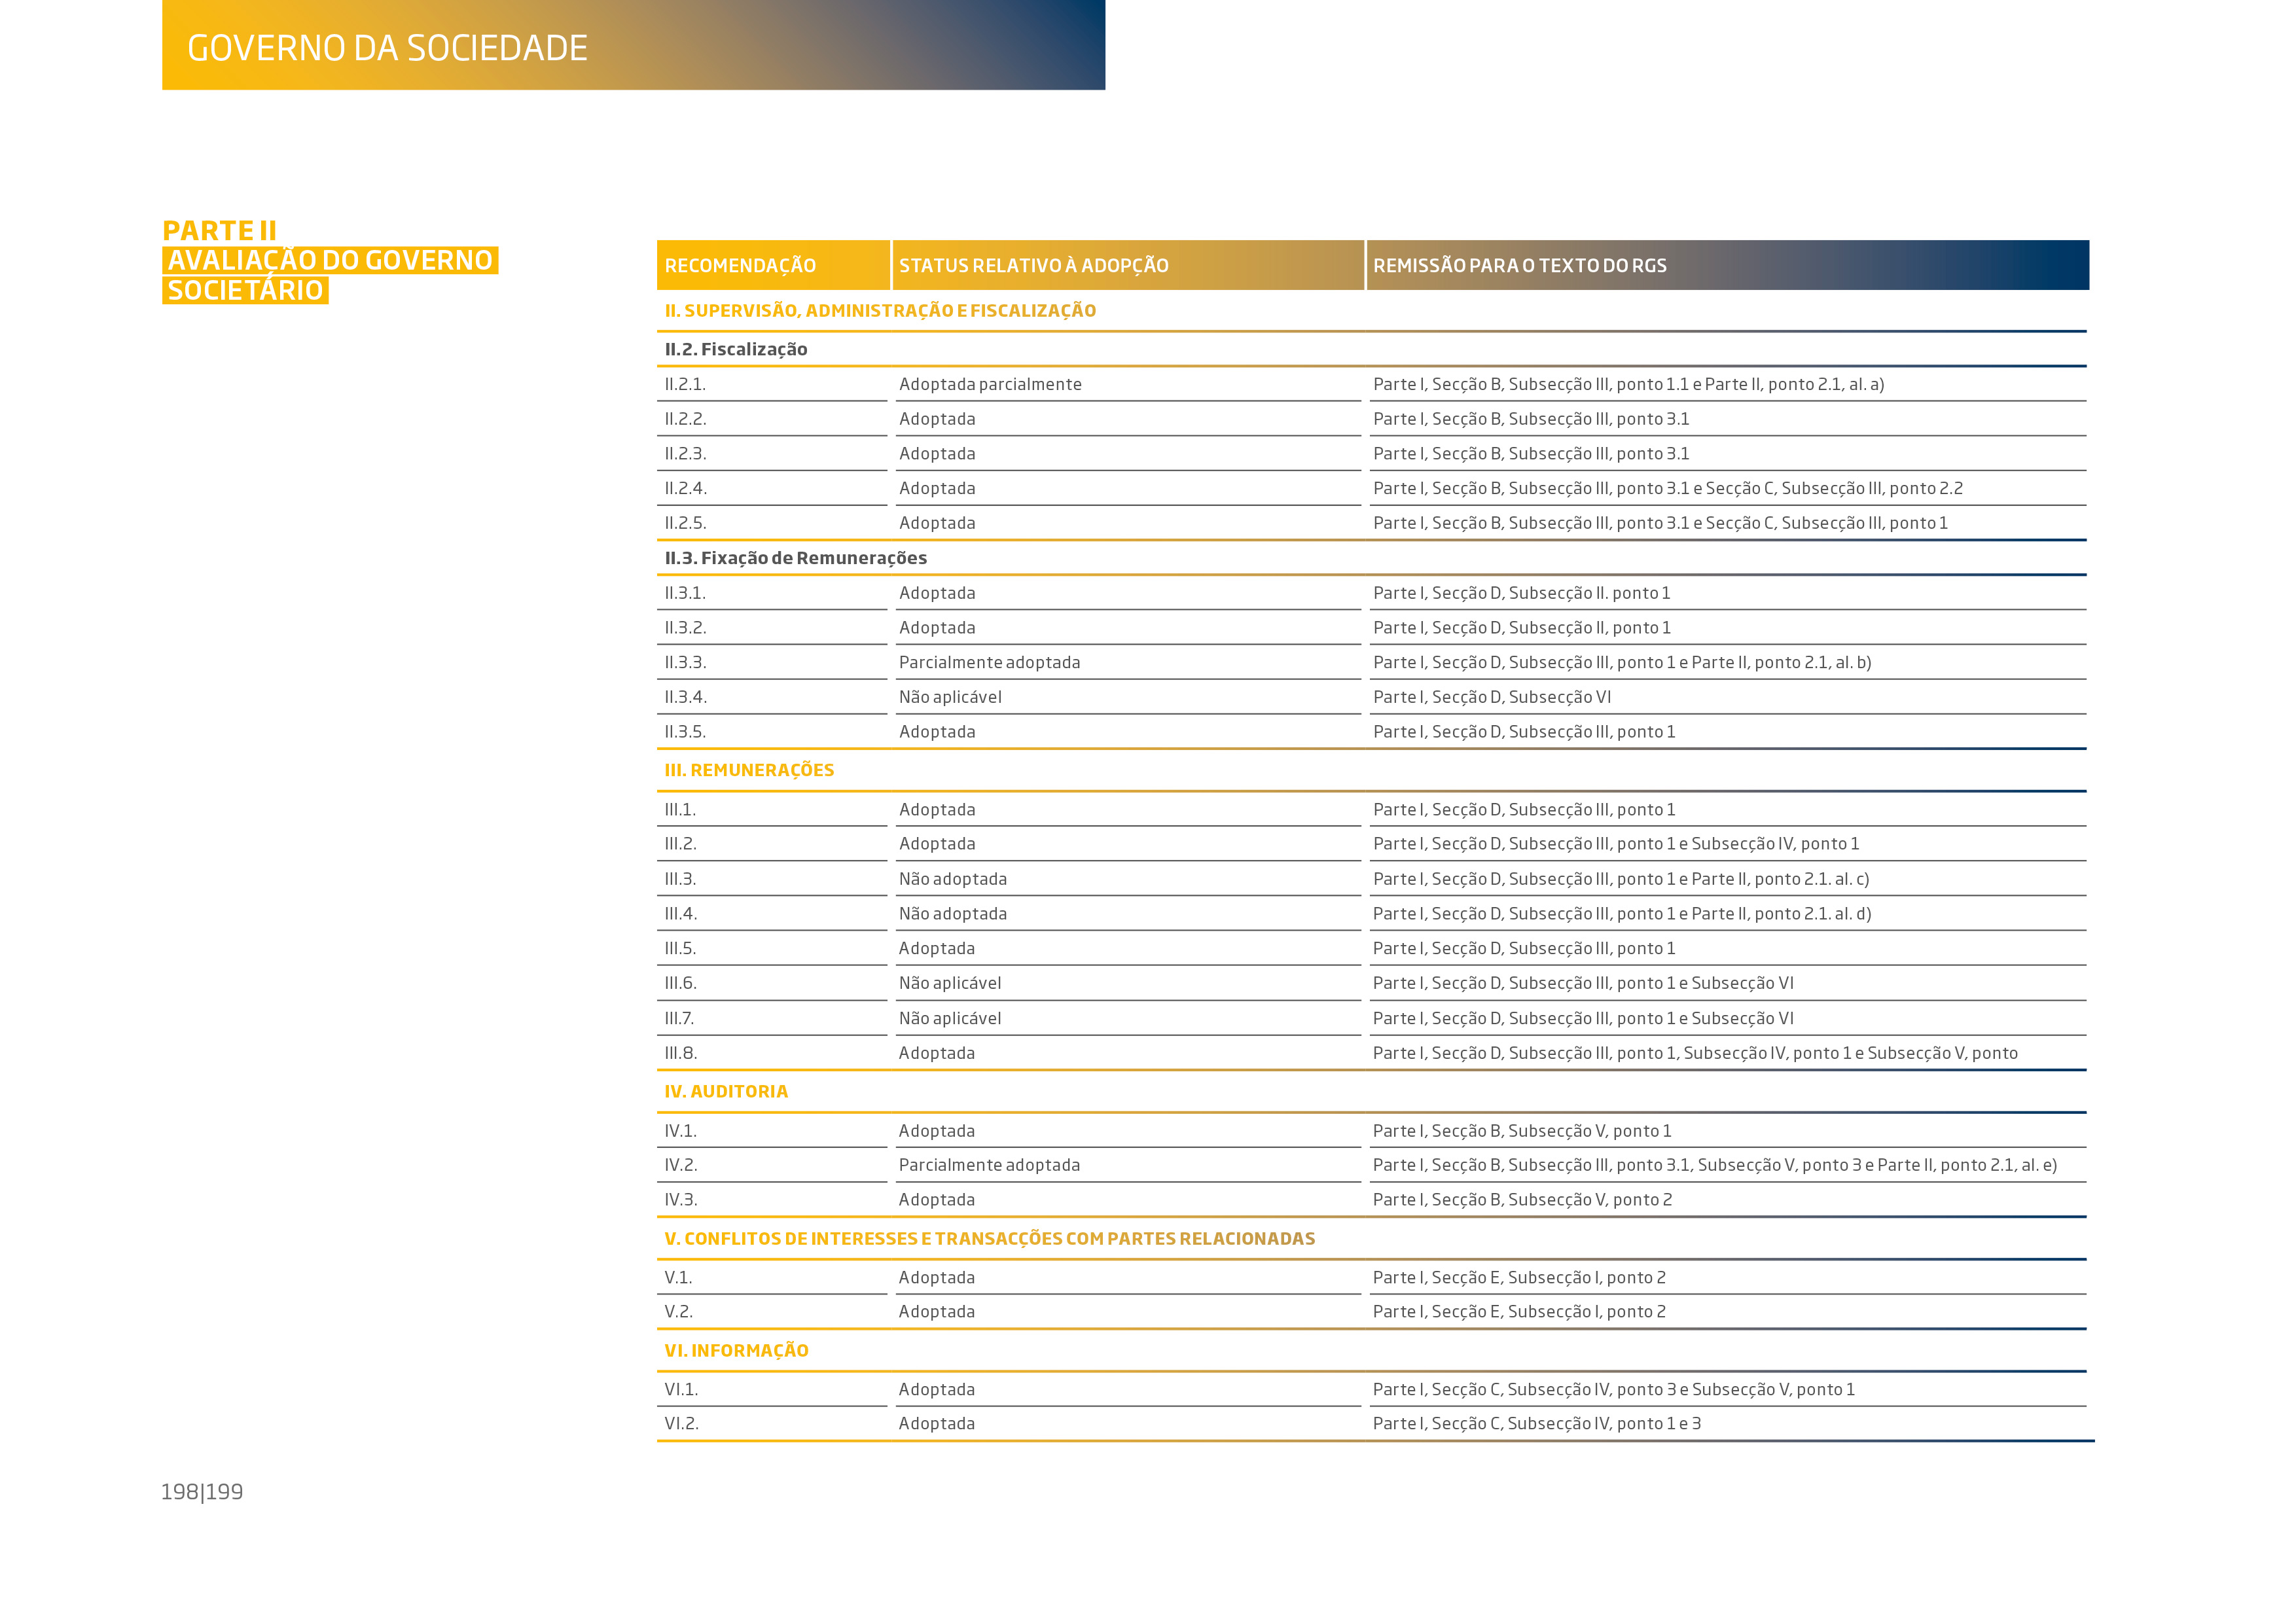 GOVERNO DA SOCIEDADE
PARTE II
AVALIAÇÃO DO GOVERNO
SOCIETÁRIO
RECOMENDAÇÃO STATUS RELATIVO À ADOPÇÃO REMISSÃO PARA O TEXTO DO RGS
II. SUPERVISÃO, ADMINISTRAÇÃO E FISCALIZAÇÃO
II.2. Fiscalização
II.2.1. Adoptada parcialmente Parte I, Secção B, Subsecção III, ponto 1.1 e Parte II, ponto 2.1, al. a)
II.2.2. Adoptada Parte I, Secção B, Subsecção III, ponto 3.1
II.2.3. Adoptada Parte I, Secção B, Subsecção III, ponto 3.1
II.2.4. Adoptada Parte I, Secção B, Subsecção III, ponto 3.1 e Secção C, Subsecção III, ponto 2.2
II.2.5. Adoptada Parte I, Secção B, Subsecção III, ponto 3.1 e Secção C, Subsecção III, ponto 1
II.3. Fixação de Remunerações
II.3.1. Adoptada Parte I, Secção D, Subsecção II. ponto 1
II.3.2. Adoptada Parte I, Secção D, Subsecção II, ponto 1
II.3.3. Parcialmente adoptada Parte I, Secção D, Subsecção III, ponto 1 e Parte II, ponto 2.1, al. b)
II.3.4. Não aplicável Parte I, Secção D, Subsecção VI
II.3.5. Adoptada Parte I, Secção D, Subsecção III, ponto 1
III. REMUNERAÇÕES
III.1. Adoptada Parte I, Secção D, Subsecção III, ponto 1
III.2. Adoptada Parte I, Secção D, Subsecção III, ponto 1 e Subsecção IV, ponto 1
III.3. Não adoptada Parte I, Secção D, Subsecção III, ponto 1 e Parte II, ponto 2.1. al. c)
III.4. Não adoptada Parte I, Secção D, Subsecção III, ponto 1 e Parte II, ponto 2.1. al. d)
III.5. Adoptada Parte I, Secção D, Subsecção III, ponto 1
III.6. Não aplicável Parte I, Secção D, Subsecção III, ponto 1 e Subsecção VI
III.7. Não aplicável Parte I, Secção D, Subsecção III, ponto 1 e Subsecção VI
III.8. Adoptada Parte I, Secção D, Subsecção III, ponto 1, Subsecção IV, ponto 1 e Subsecção V, ponto
IV. AUDITORIA
IV.1. Adoptada Parte I, Secção B, Subsecção V, ponto 1
IV.2. Parcialmente adoptada Parte I, Secção B, Subsecção III, ponto 3.1, Subsecção V, ponto 3 e Parte II, ponto 2.1, al. e)
IV.3. Adoptada Parte I, Secção B, Subsecção V, ponto 2
V. CONFLITOS DE INTERESSES E TRANSACÇÕES COM PARTES RELACIONADAS
V.1. Adoptada Parte I, Secção E, Subsecção I, ponto 2
V.2. Adoptada Parte I, Secção E, Subsecção I, ponto 2
VI. INFORMAÇÃO
VI.1. Adoptada Parte I, Secção C, Subsecção IV, ponto 3 e Subsecção V, ponto 1
VI.2. Adoptada Parte I, Secção C, Subsecção IV, ponto 1 e 3
198|199